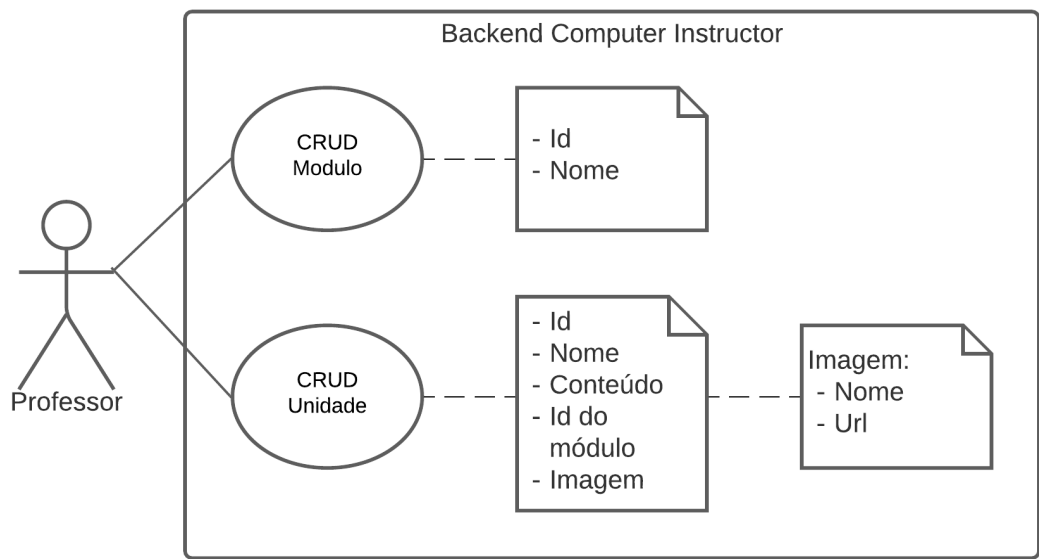 Backend Computer Instructor
CRUD
Modulo
- Id
- Nome
Professor
CRUD
Unidade
- Id
- Nome
- Conteúdo
- Id do
módulo
- Imagem
Imagem:
- Nome
- Url